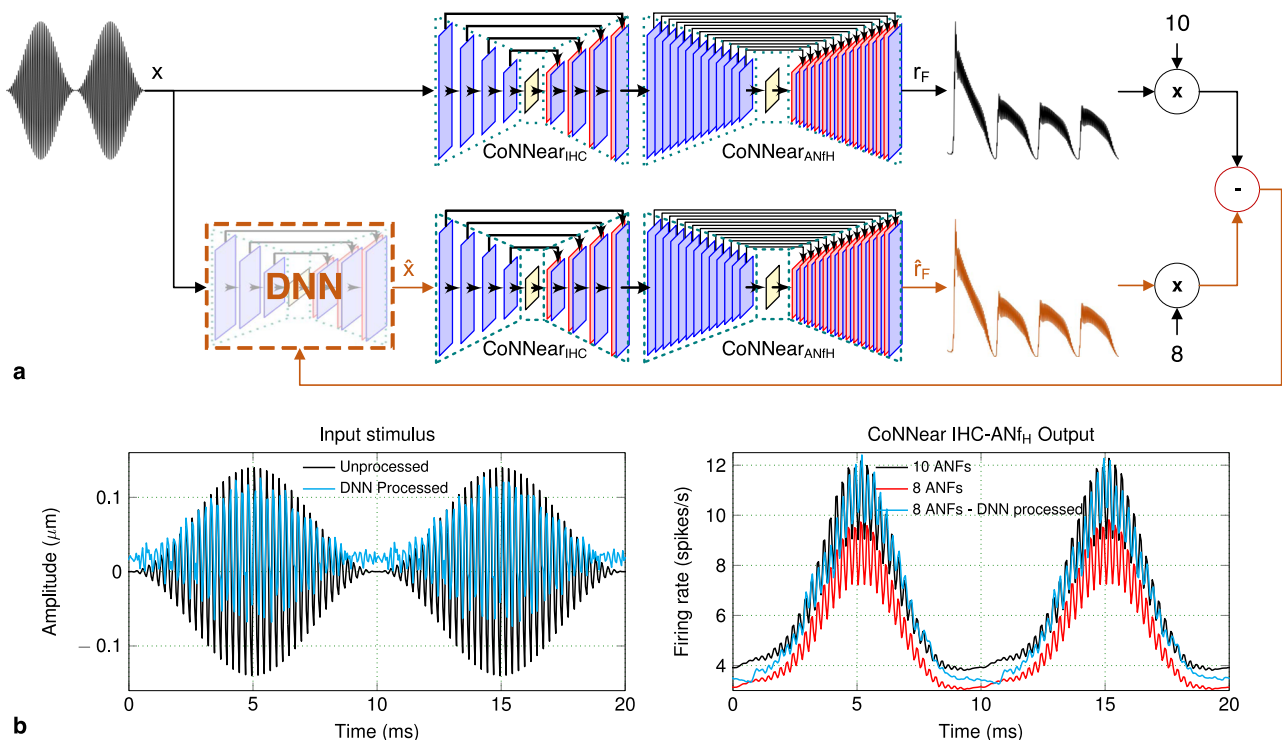 x
CoNNear_IHC
CoNNear_ANfH
r_F
10
x
-
DNN
x̂
CoNNear_IHC
CoNNear_ANfH
r̂_F
x
8
a
Input stimulus
Unprocessed
DNN Processed
0.1
0
−0.1
Amplitude (μm)
0 5 10 15 20
Time (ms)
CoNNear IHC-ANf_H Output
10 ANFs
8 ANFs
8 ANFs - DNN processed
12
10
8
6
4
Firing rate (spikes/s)
0 5 10 15 20
Time (ms)
b